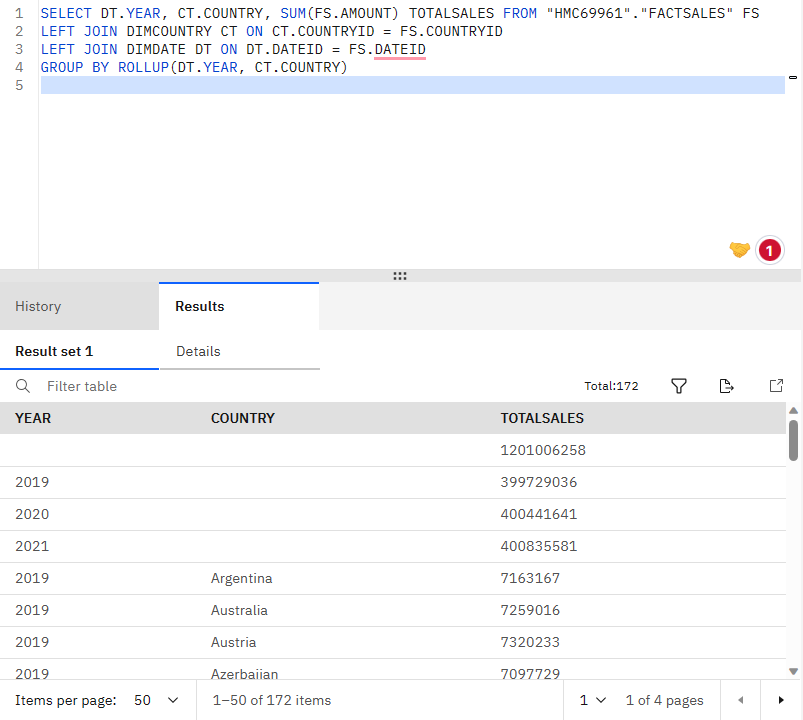 1 SELECT DT.YEAR, CT.COUNTRY, SUM(FS.AMOUNT) TOTALSALES FROM "HMC69961"."FACTSALES" FS
2 LEFT JOIN DIMCOUNTRY CT ON CT.COUNTRYID = FS.COUNTRYID
3 LEFT JOIN DIMDATE DT ON DT.DATEID = FS.DATEID
4 GROUP BY ROLLUP(DT.YEAR, CT.COUNTRY)
5
1
History Results
Result set 1 Details
Filter table Total:172
YEAR COUNTRY TOTALSALES
1201006258
2019 399729036
2020 400441641
2021 400835581
2019 Argentina 7163167
2019 Australia 7259016
2019 Austria 7320233
2019 Azerbaijan 7097729
Items per page: 50 1–50 of 172 items 1 1 of 4 pages